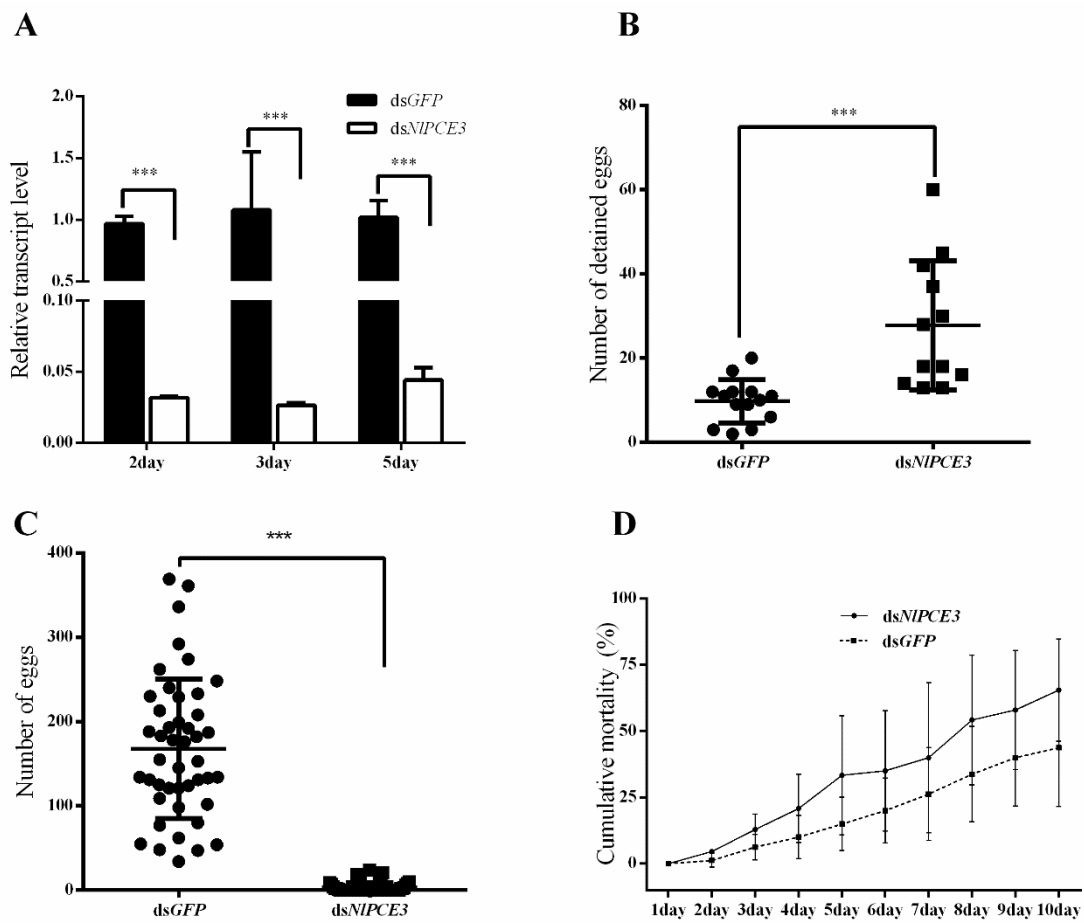 A
Relative transcript level
2.0
1.5
1.0
0.5
0.10
0.05
0.00
dsGFP
dsNlPCE3
***
***
***
2day
3day
5day
B
Number of detained eggs
80
60
40
20
0
***
dsGFP
dsNlPCE3
C
Number of eggs
400
300
200
100
0
***
dsGFP
dsNlPCE3
D
Cumulative mortality (%)
100
75
50
25
0
dsNlPCE3
dsGFP
1day 2day 3day 4day 5day 6day 7day 8day 9day 10day